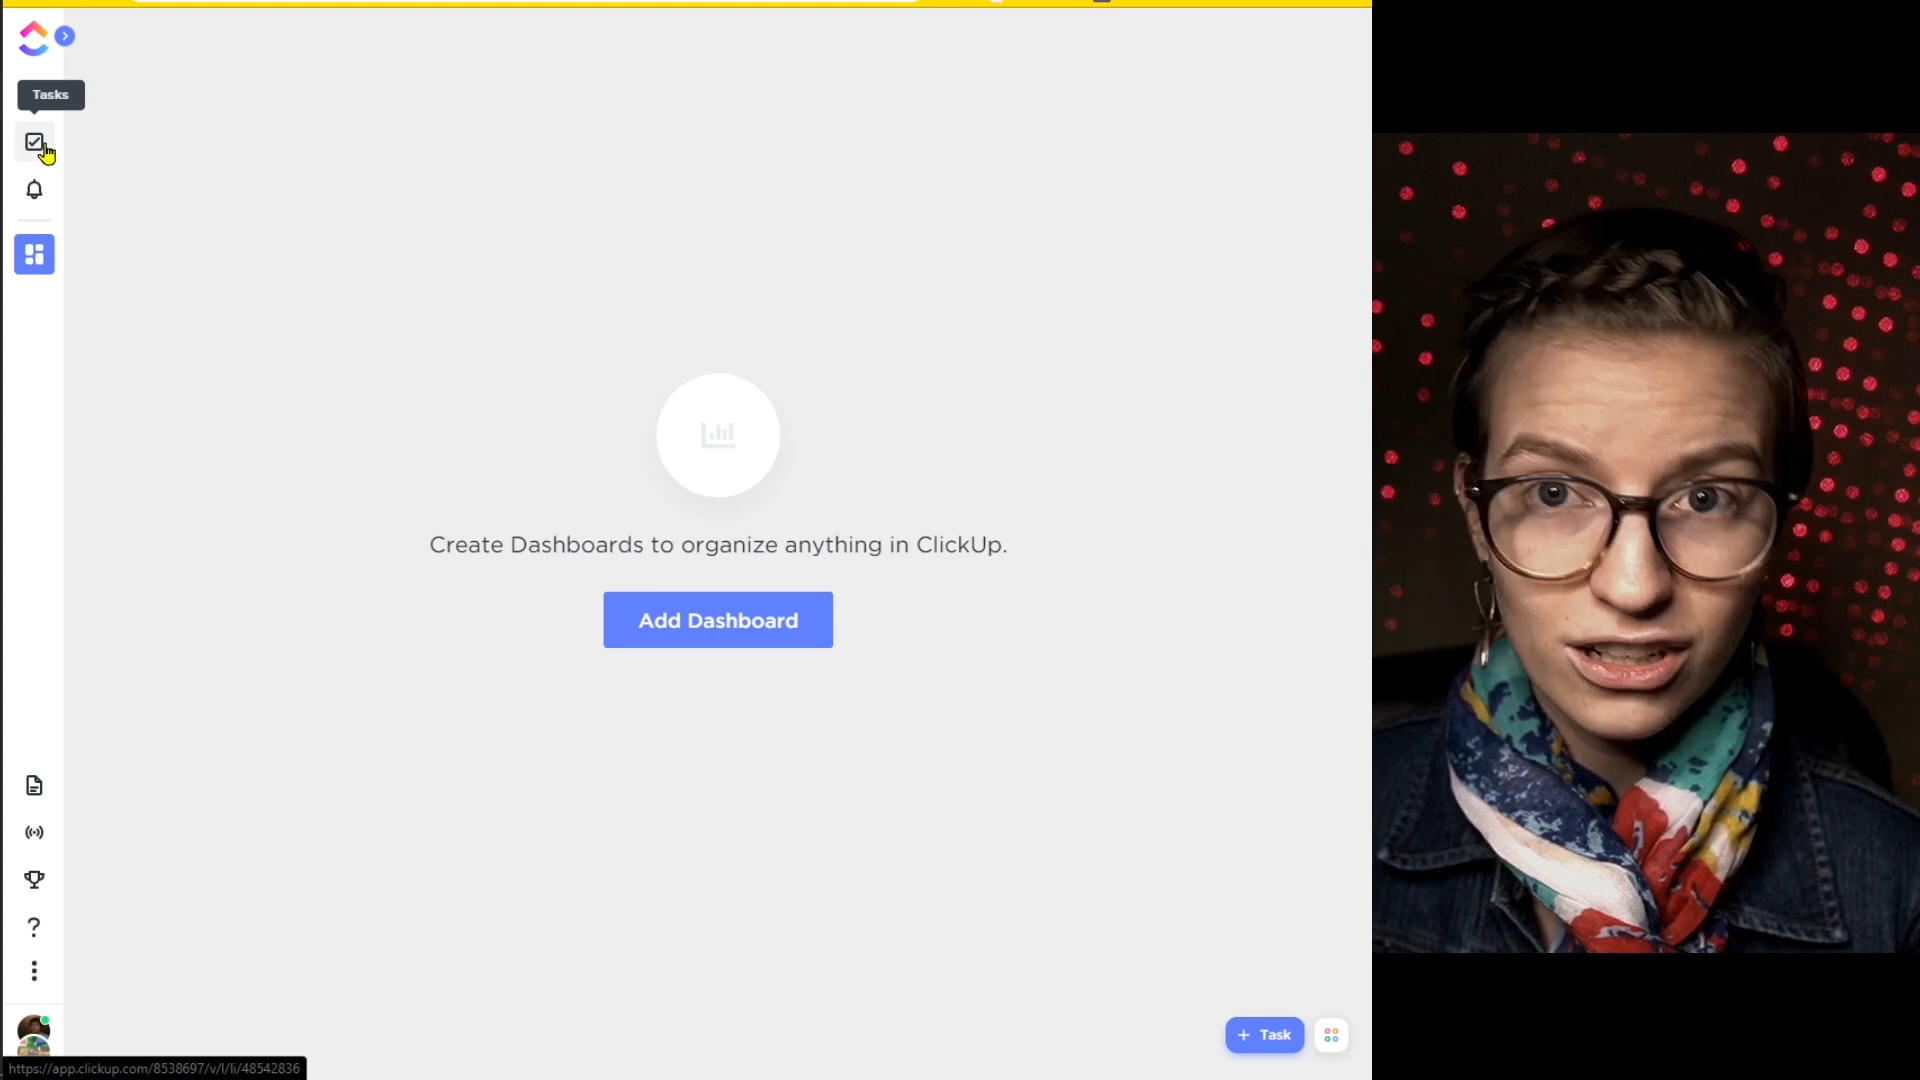 Tasks
Create Dashboards to organize anything in ClickUp.
Add Dashboard
+ Task
https://app.clickup.com/8538697/v/l/li/48542836